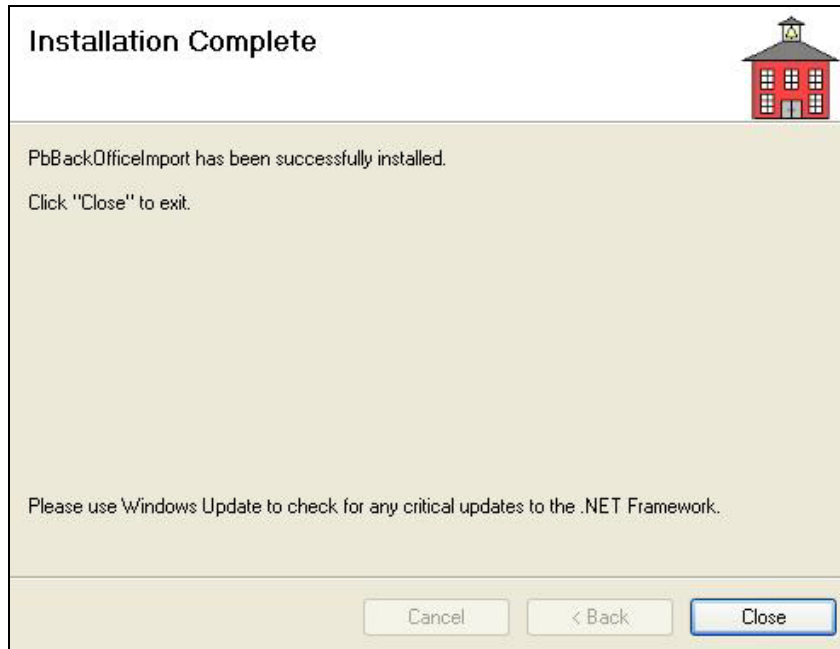 Installation Complete
PbBackOfficeImport has been successfully installed.
Click "Close" to exit.
Please use Windows Update to check for any critical updates to the .NET Framework.
Cancel
< Back
Close